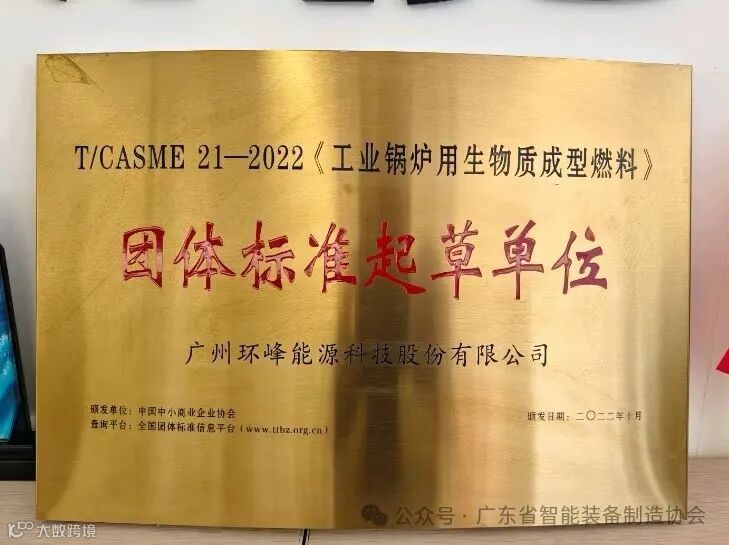 T/CASME 21—2022《工业锅炉用生物质成型燃料》
团体标准起草单位
广州环峰能源科技股份有限公司
颁发单位：中国中小商业企业协会
查询平台：全国团体标准信息平台（www.ttbz.org.cn）
颁发日期：二〇二二年十月
公众号·广东省智能装备制造协会
大数跨境